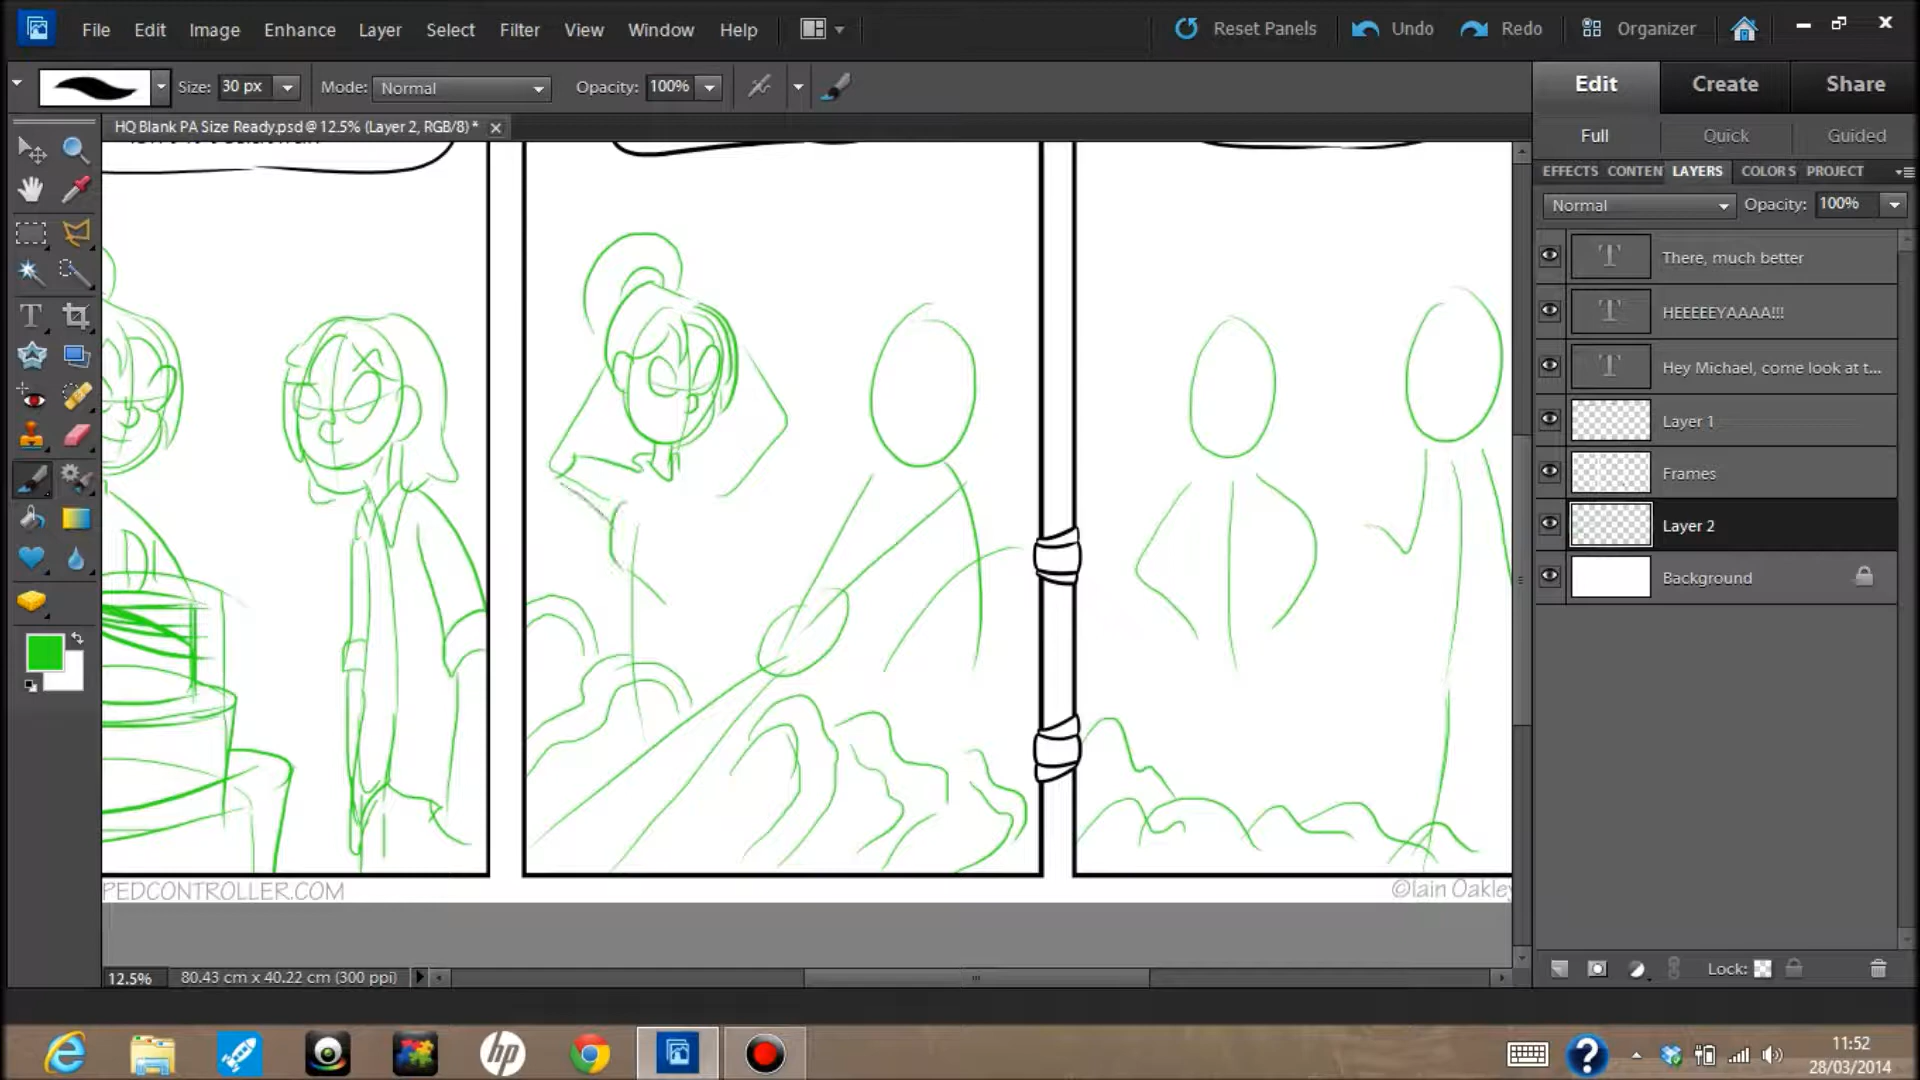 File Edit Image Enhance Layer Select Filter View Window Help Reset Panels Undo Redo Organizer
Size: 30 px Mode: Normal Opacity: 100%
Edit Create Share
HQ Blank PA Size Ready.psd @ 12.5% (Layer 2, RGB/8) *
Full Quick Guided
EFFECTS CONTEN LAYERS COLORS PROJECT
Normal Opacity: 100%
There, much better
HEEEEEYAAAA!!!
Hey Michael, come look at t...
Layer 1
Frames
Layer 2
Background
PEDCONTROLLER.COM
©Iain Oakley
12.5% 80.43 cm x 40.22 cm (300 ppi)
Lock:
hp
11:52
28/03/2014